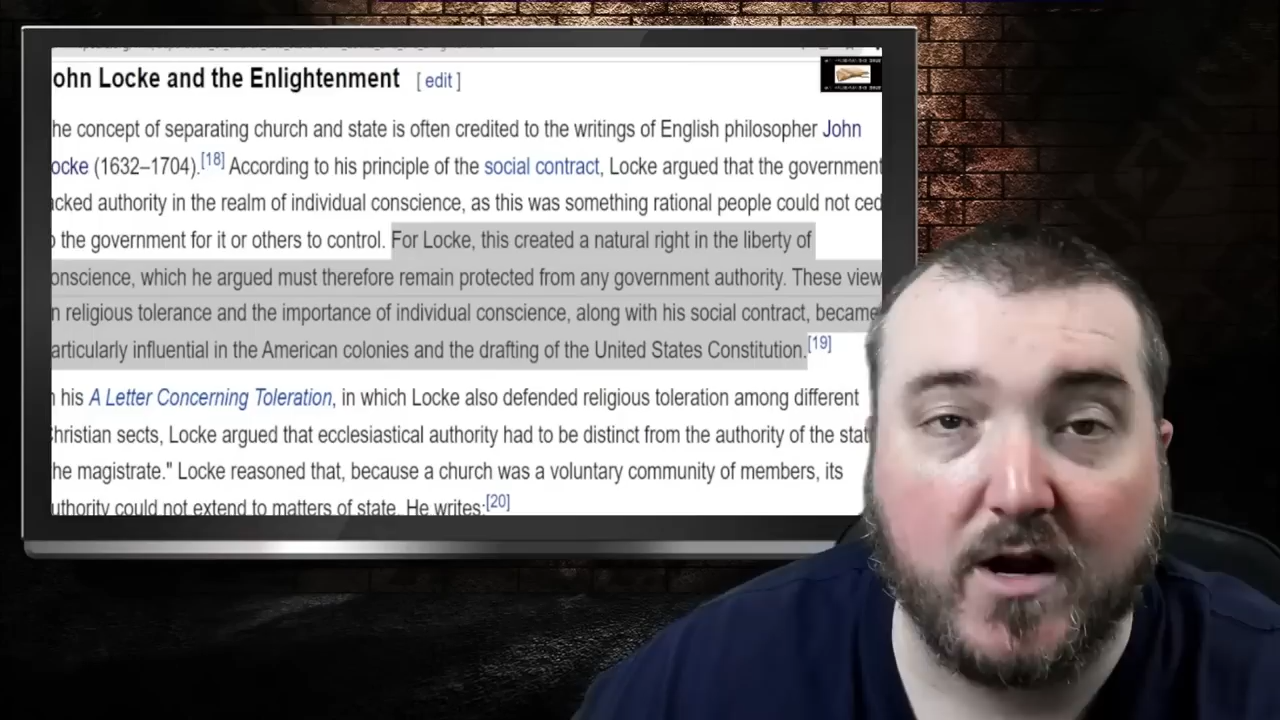 ohn Locke and the Enlightenment [ edit ]
he concept of separating church and state is often credited to the writings of English philosopher John
ocke (1632–1704).[18] According to his principle of the social contract, Locke argued that the government
cked authority in the realm of individual conscience, as this was something rational people could not ced
the government for it or others to control. For Locke, this created a natural right in the liberty of
onscience, which he argued must therefore remain protected from any government authority. These view
n religious tolerance and the importance of individual conscience, along with his social contract, became
articularly influential in the American colonies and the drafting of the United States Constitution.[19]
his A Letter Concerning Toleration, in which Locke also defended religious toleration among different
hristian sects, Locke argued that ecclesiastical authority had to be distinct from the authority of the stat
he magistrate." Locke reasoned that, because a church was a voluntary community of members, its
uthority could not extend to matters of state. He writes:[20]